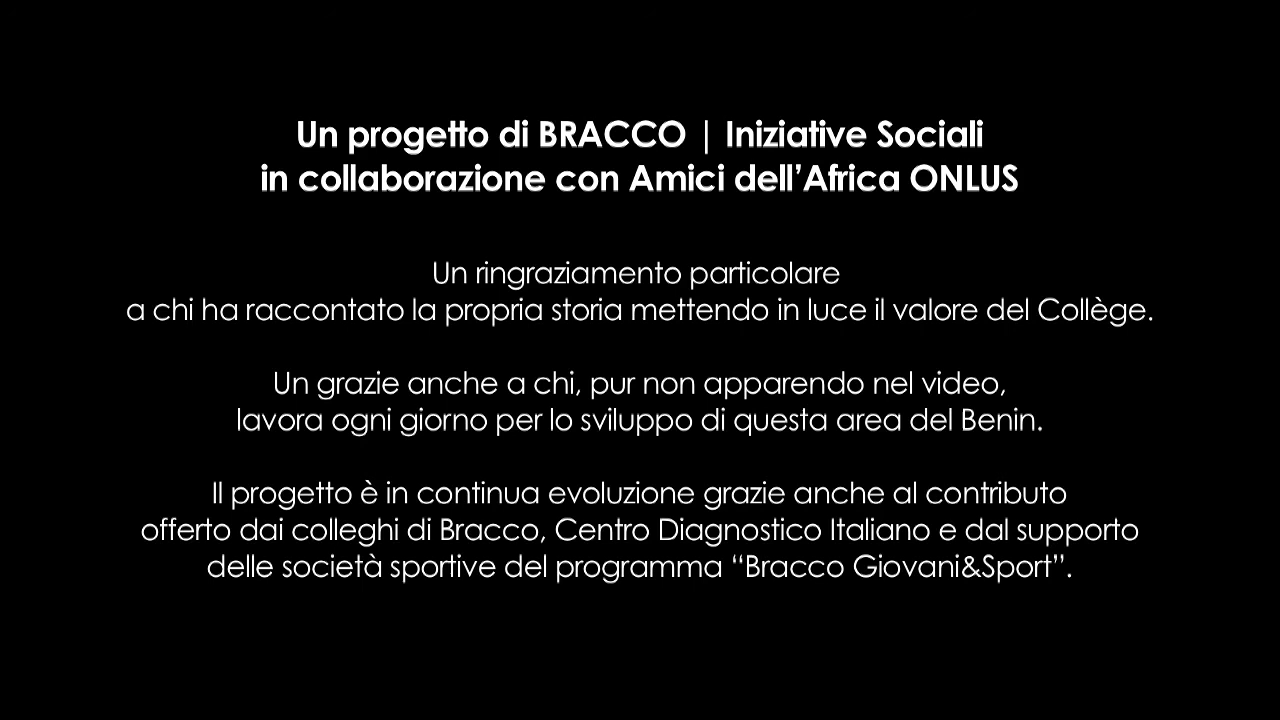 Un progetto di BRACCO | Iniziative Sociali
in collaborazione con Amici dell’Africa ONLUS
Un ringraziamento particolare
a chi ha raccontato la propria storia mettendo in luce il valore del Collège.
Un grazie anche a chi, pur non apparendo nel video,
lavora ogni giorno per lo sviluppo di questa area del Benin.
Il progetto è in continua evoluzione grazie anche al contributo
offerto dai colleghi di Bracco, Centro Diagnostico Italiano e dal supporto
delle società sportive del programma “Bracco Giovani&Sport”.